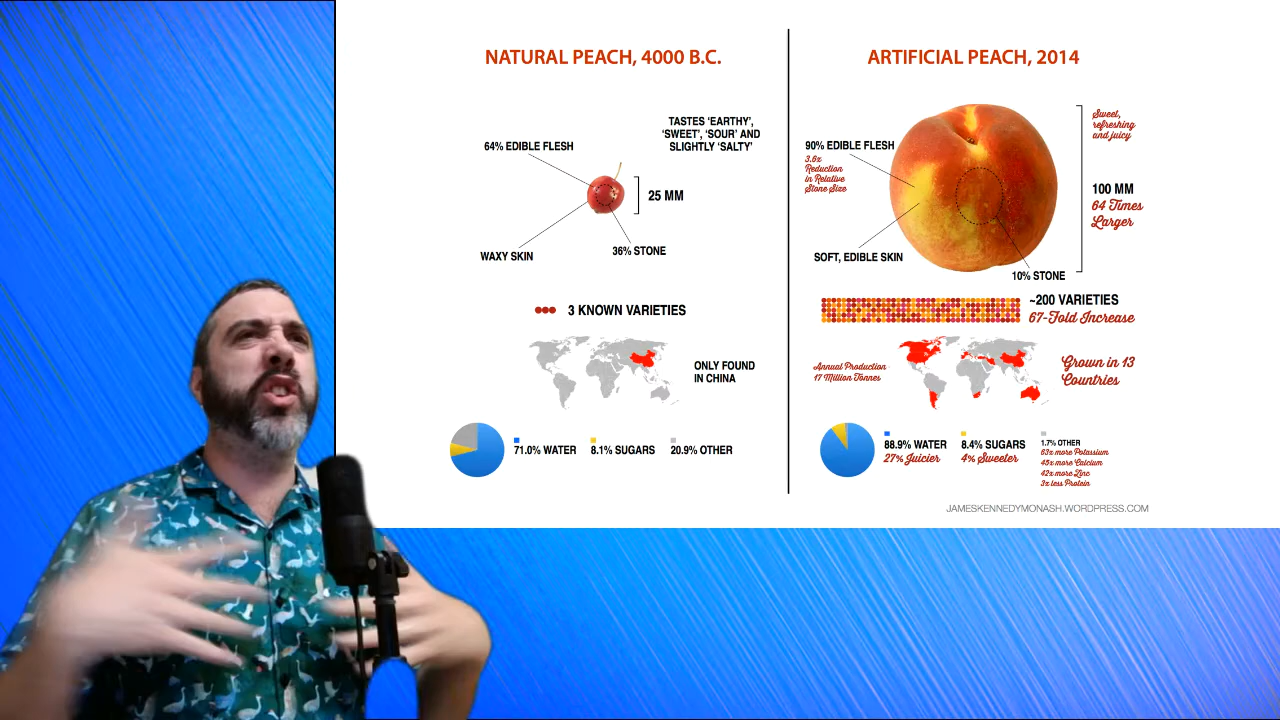 NATURAL PEACH, 4000 B.C.
TASTES 'EARTHY',
'SWEET', 'SOUR' AND
SLIGHTLY 'SALTY'
64% EDIBLE FLESH
25 MM
WAXY SKIN
36% STONE
3 KNOWN VARIETIES
ONLY FOUND
IN CHINA
71.0% WATER
8.1% SUGARS
20.9% OTHER
ARTIFICIAL PEACH, 2014
Sweet,
refreshing
and juicy
90% EDIBLE FLESH
3.6x
Reduction
in Relative
Stone Size
100 MM
64 Times
Larger
SOFT, EDIBLE SKIN
10% STONE
~200 VARIETIES
67-Fold Increase
Annual Production
17 Million Tonnes
Grown in 13
Countries
88.9% WATER
27% Juicier
8.4% SUGARS
4% Sweeter
1.7% OTHER
63x more Potassium
45x more Calcium
42x more Zinc
3x less Protein
JAMESKENNEDYMONASH.WORDPRESS.COM